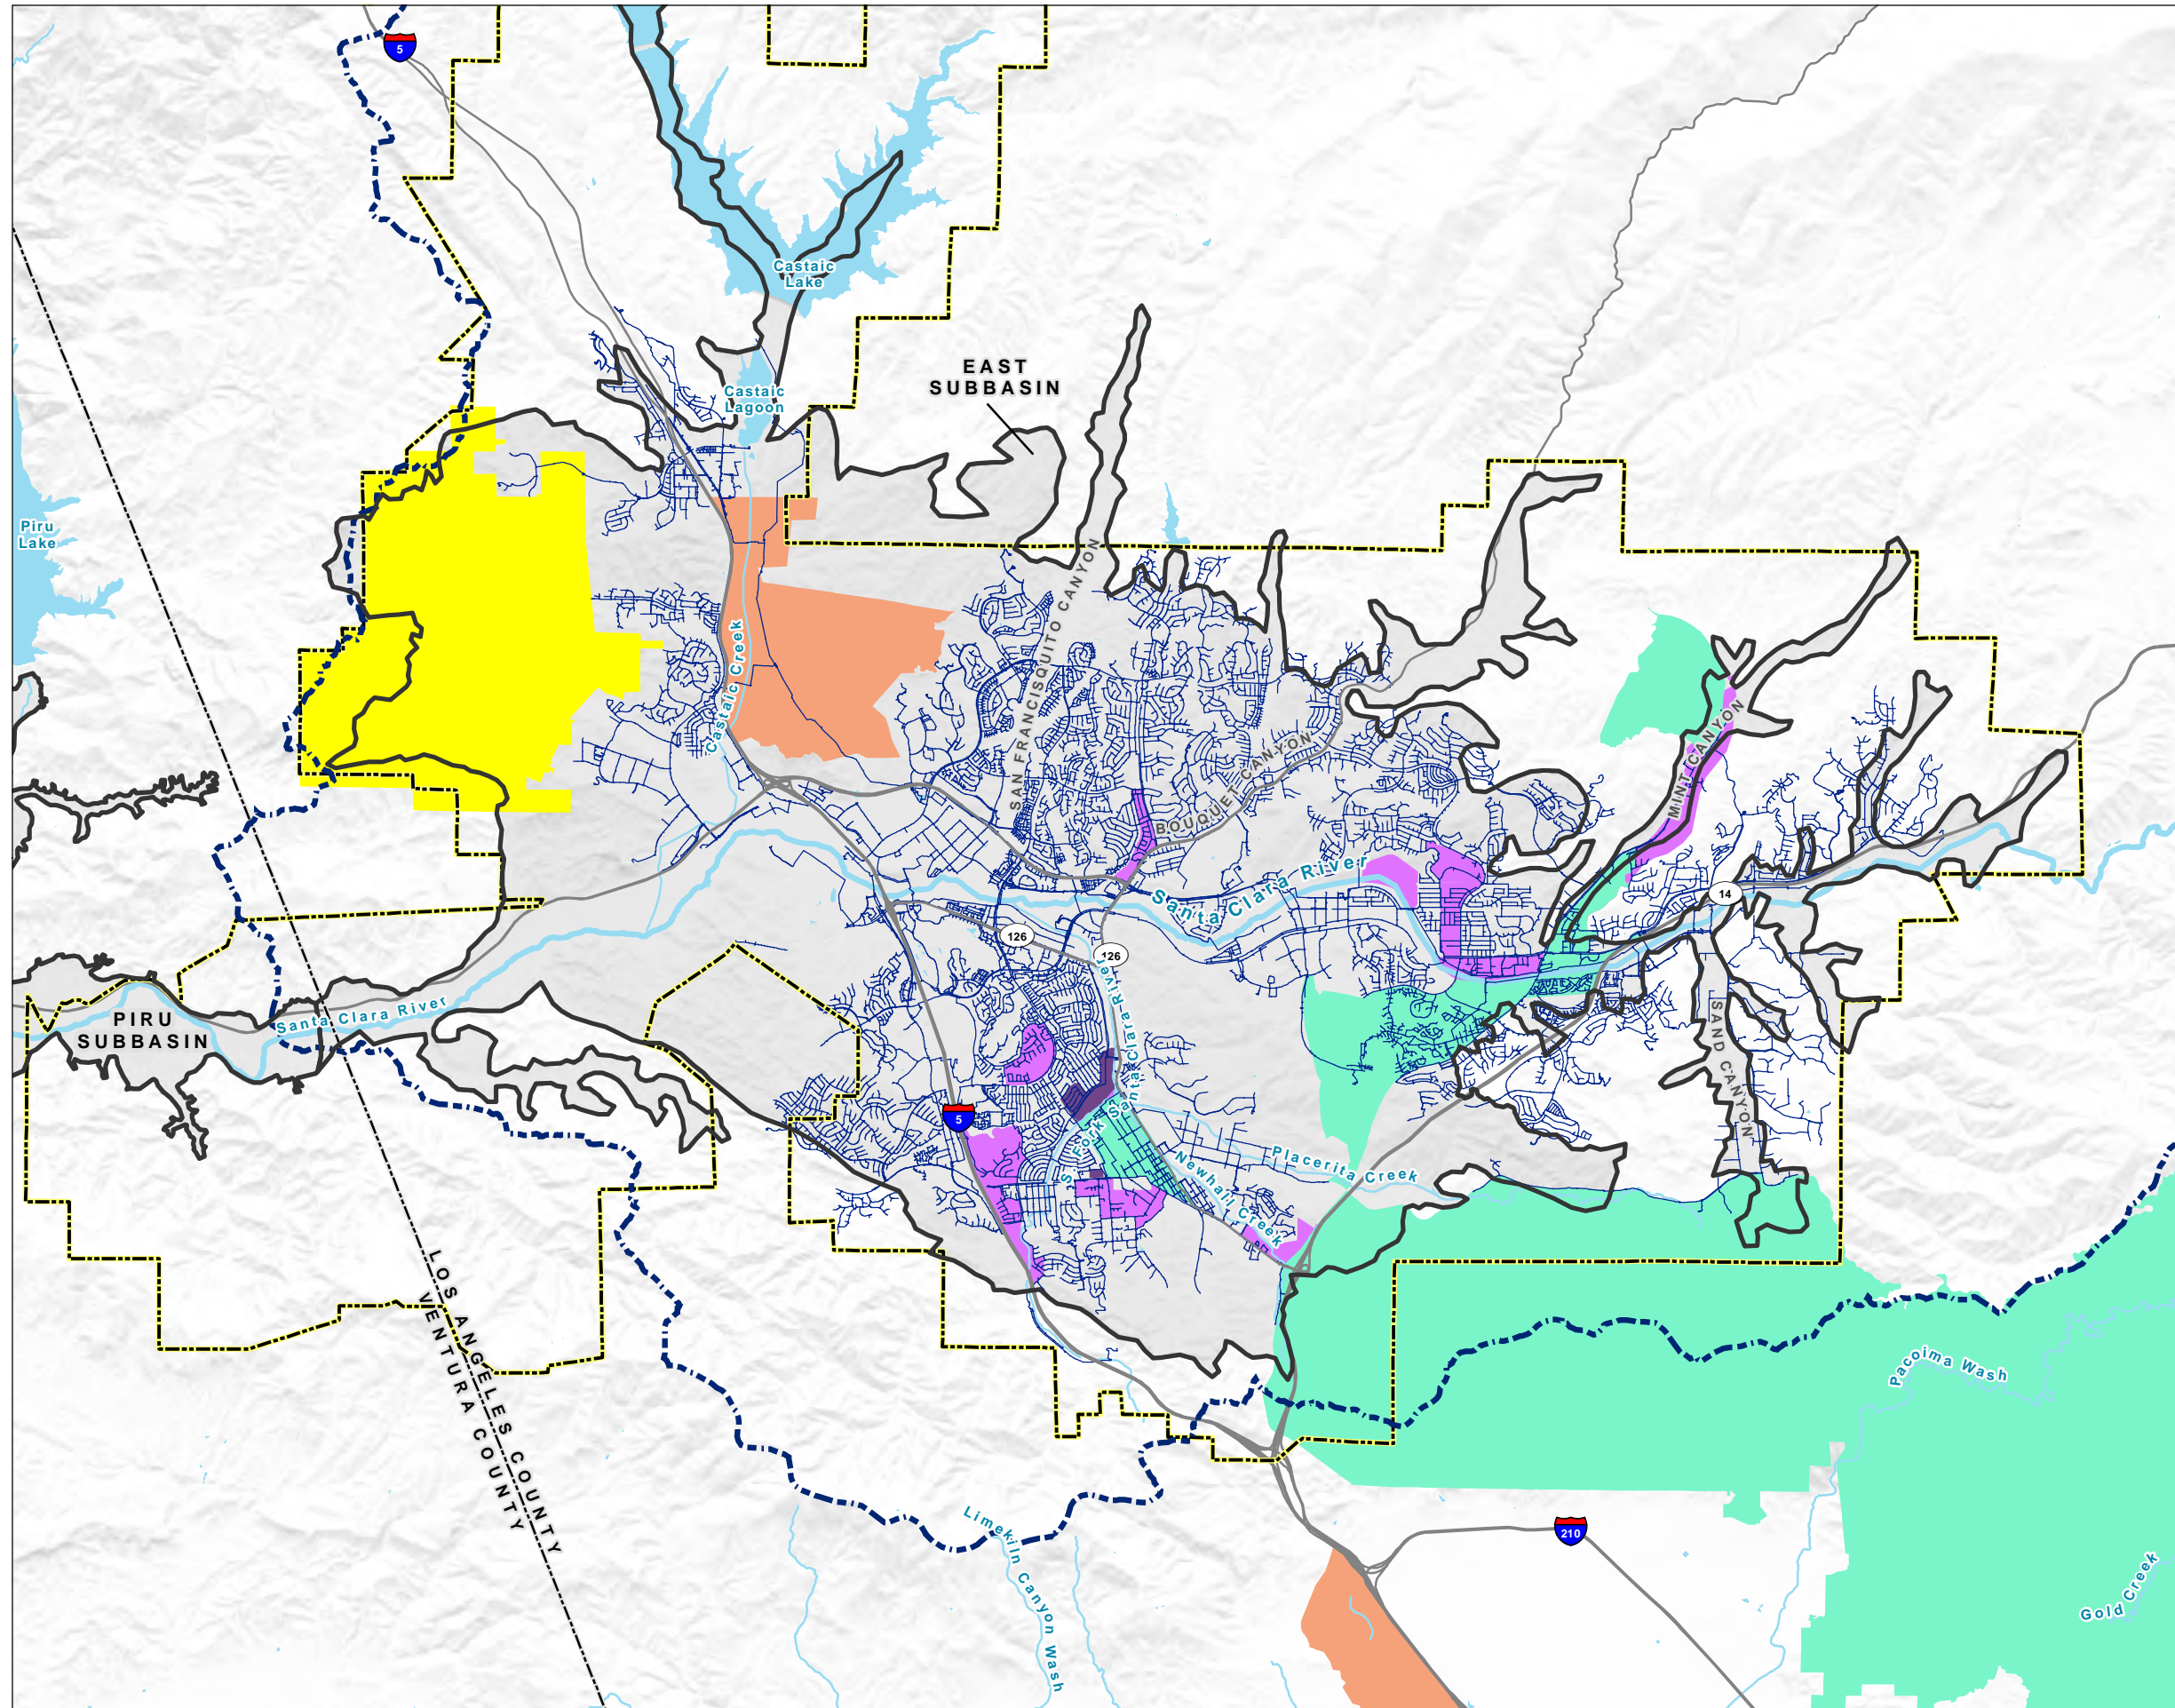 5
Castaic
Lake
EAST
SUBBASIN
Castaic
Lagoon
Piru
Lake
SAN FRANCISQUITO CANYON
Castaic Creek
MINT CANYON
BOUQUET CANYON
Santa Clara River
14
126
126
Santa Clara River
PIRU
SUBBASIN
S. Fork Santa Clara River
SAND CANYON
5
Placerita Creek
Newhall Creek
LOS ANGELES COUNTY
VENTURA COUNTY
Pacoima Wash
Limekiln Canyon Wash
210
Gold Creek